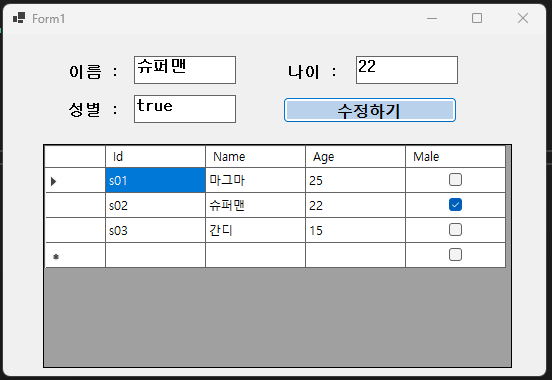 Form1
이름 : 슈퍼맨 나이 : 22
성별 : true 수정하기
Id Name Age Male
s01 마그마 25
s02 슈퍼맨 22
s03 간디 15